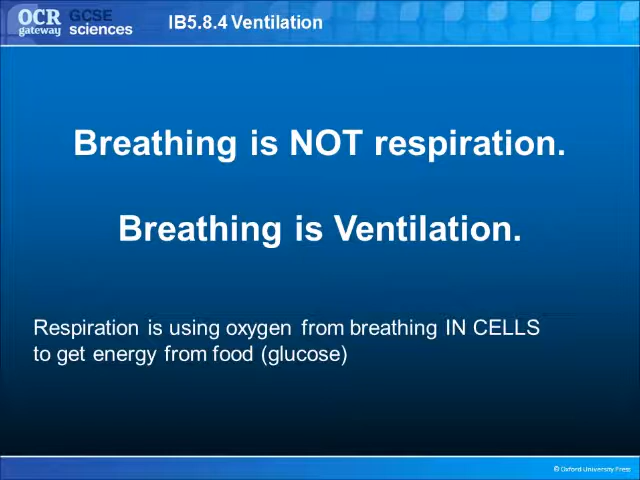 OCR gateway GCSE sciences
IB5.8.4 Ventilation
Breathing is NOT respiration.
Breathing is Ventilation.
Respiration is using oxygen from breathing IN CELLS
to get energy from food (glucose)
© Oxford University Press